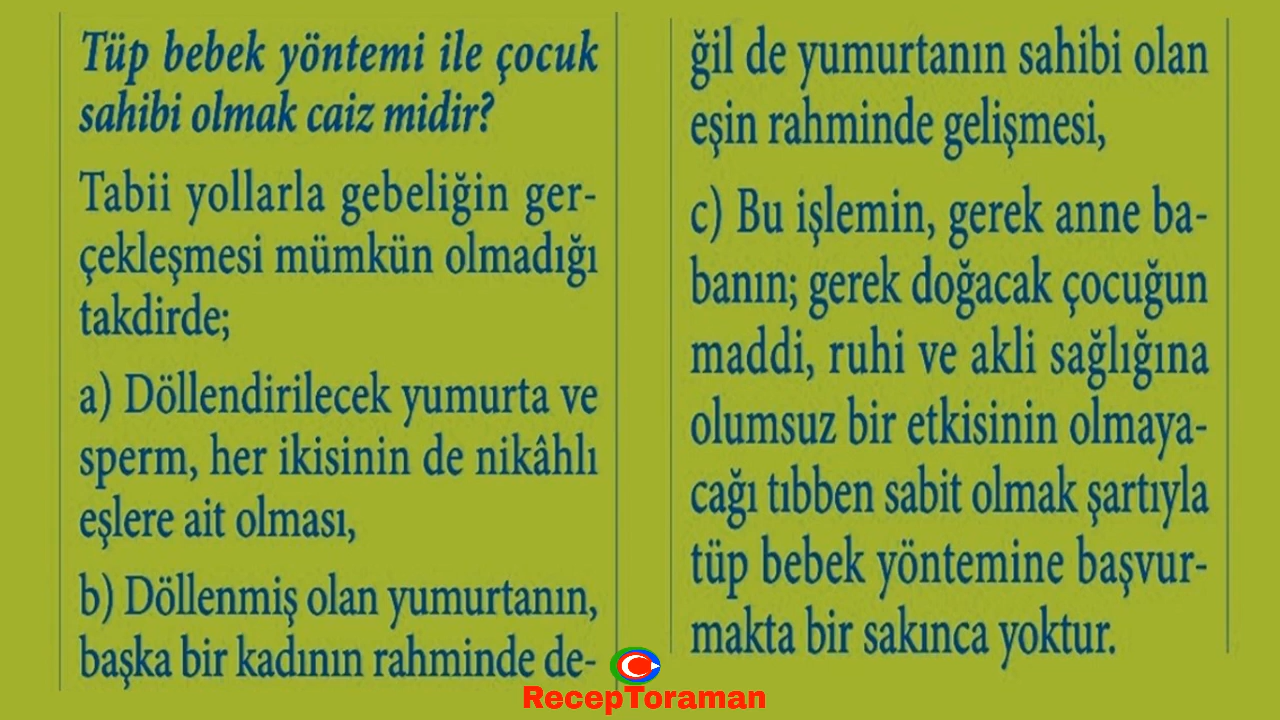 Tüp bebek yöntemi ile çocuk
sahibi olmak caiz midir?
Tabii yollarla gebeliğin ger-
çekleşmesi mümkün olmadığı
takdirde;
a) Döllendirilecek yumurta ve
sperm, her ikisinin de nikâhlı
eşlere ait olması,
b) Döllenmiş olan yumurtanın,
başka bir kadının rahminde de-
ğil de yumurtanın sahibi olan
eşin rahminde gelişmesi,
c) Bu işlemin, gerek anne ba-
banın; gerek doğacak çocuğun
maddi, ruhi ve akli sağlığına
olumsuz bir etkisinin olmaya-
cağı tıbben sabit olmak şartıyla
tüp bebek yöntemine başvur-
makta bir sakınca yoktur.
RecepToraman